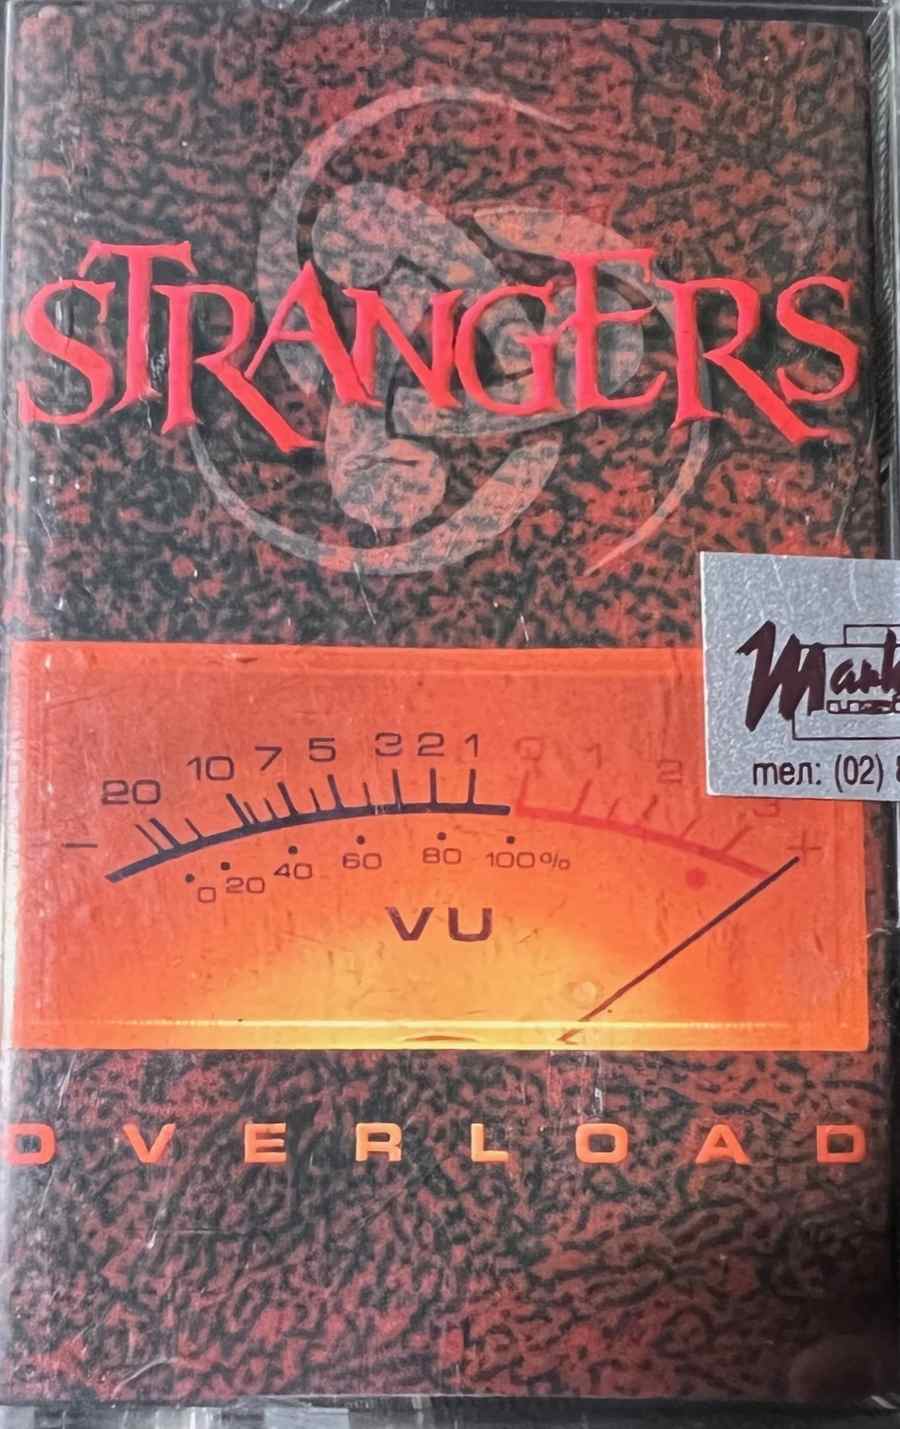 STRANGERS
20 10 7 5 3 2 1 0 1 2 3
- +
0 20 40 60 80 100%
VU
тел: (02) 8
OVERLOAD